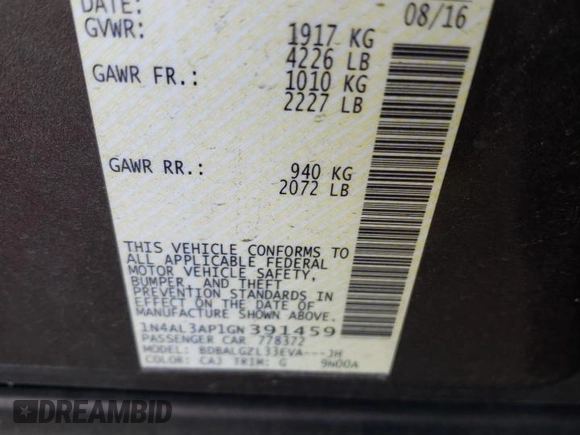 DATE: 08/16
GVWR: 1917 KG
4226 LB
GAWR FR.: 1010 KG
2227 LB
GAWR RR.: 940 KG
2072 LB
THIS VEHICLE CONFORMS TO
ALL APPLICABLE FEDERAL
MOTOR VEHICLE SAFETY,
BUMPER, AND THEFT
PREVENTION STANDARDS IN
EFFECT ON THE DATE OF
MANUFACTURE SHOWN ABOVE.
1N4AL3AP1GN391459
PASSENGER CAR 778372
MODEL: BDBALGZL33EVA---JH
COLOR: CAJ TRIM: G 9N00A
DREAMBID